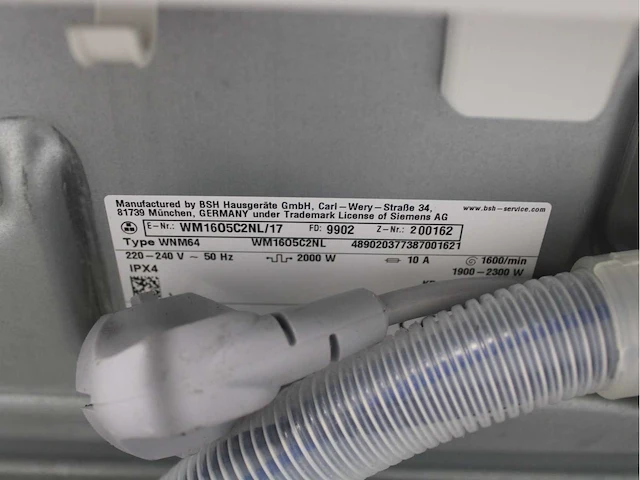 Manufactured by BSH Hausgeräte GmbH, Carl-Wery-Straße 34,
81739 München, GERMANY under Trademark License of Siemens AG
www.bsh-service.com
E-Nr.: WM16O5C2NL/17 FD: 9902 Z-Nr.: 200162
Type WNM64 WM16O5C2NL 489020377387001621
220-240 V ~ 50 Hz 2000 W 10 A 1600/min
IPX4 1900-2300 W